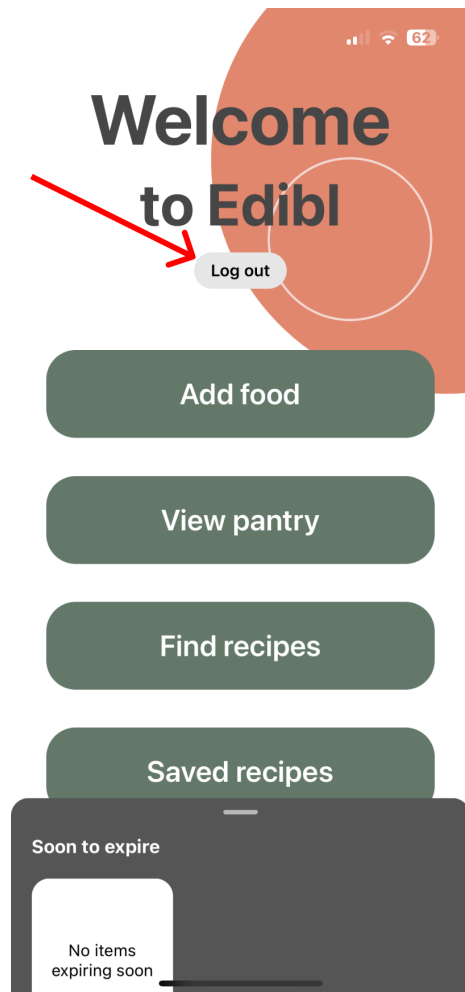 62
Welcome
to Edibl
Log out
Add food
View pantry
Find recipes
Saved recipes
Soon to expire
No items
expiring soon